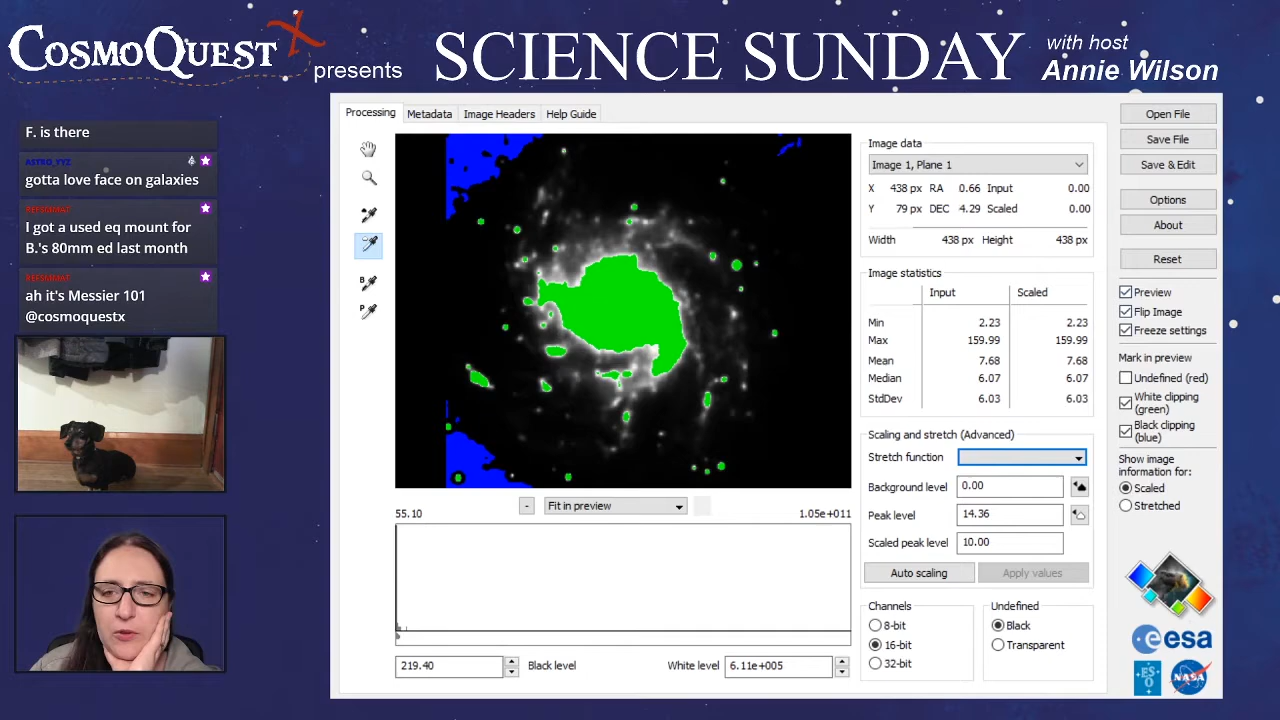 COSMOQUEST X
presents
SCIENCE SUNDAY
with host
Annie Wilson
F. is there
ASTRO_YYZ
gotta love face on galaxies
I got a used eq mount for
B.'s 80mm ed last month
ah it's Messier 101
@cosmoquestx
Processing Metadata Image Headers Help Guide
B
P
55.10 - Fit in preview 1.05e+011
219.40 Black level White level 6.11e+005
Image data
Image 1, Plane 1
X 438 px RA 0.66 Input 0.00
Y 79 px DEC 4.29 Scaled 0.00
Width 438 px Height 438 px
Image statistics
Input Scaled
Min 2.23 2.23
Max 159.99 159.99
Mean 7.68 7.68
Median 6.07 6.07
StdDev 6.03 6.03
Scaling and stretch (Advanced)
Stretch function
Background level 0.00
Peak level 14.36
Scaled peak level 10.00
Auto scaling Apply values
Channels
8-bit
16-bit
32-bit
Undefined
Black
Transparent
Open File
Save File
Save & Edit
Options
About
Reset
Preview
Flip Image
Freeze settings
Mark in preview
Undefined (red)
White clipping
(green)
Black clipping
(blue)
Show image
information for:
Scaled
Stretched
esa
ESO
NASA